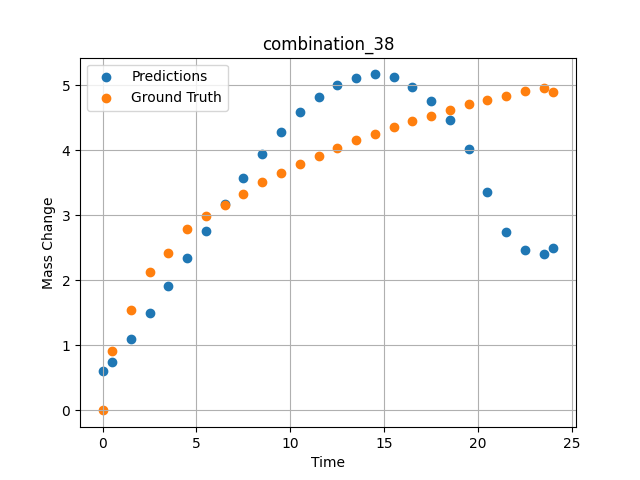 combination_38
Predictions
Ground Truth
Mass Change
5
4
3
2
1
0
0 5 10 15 20 25
Time